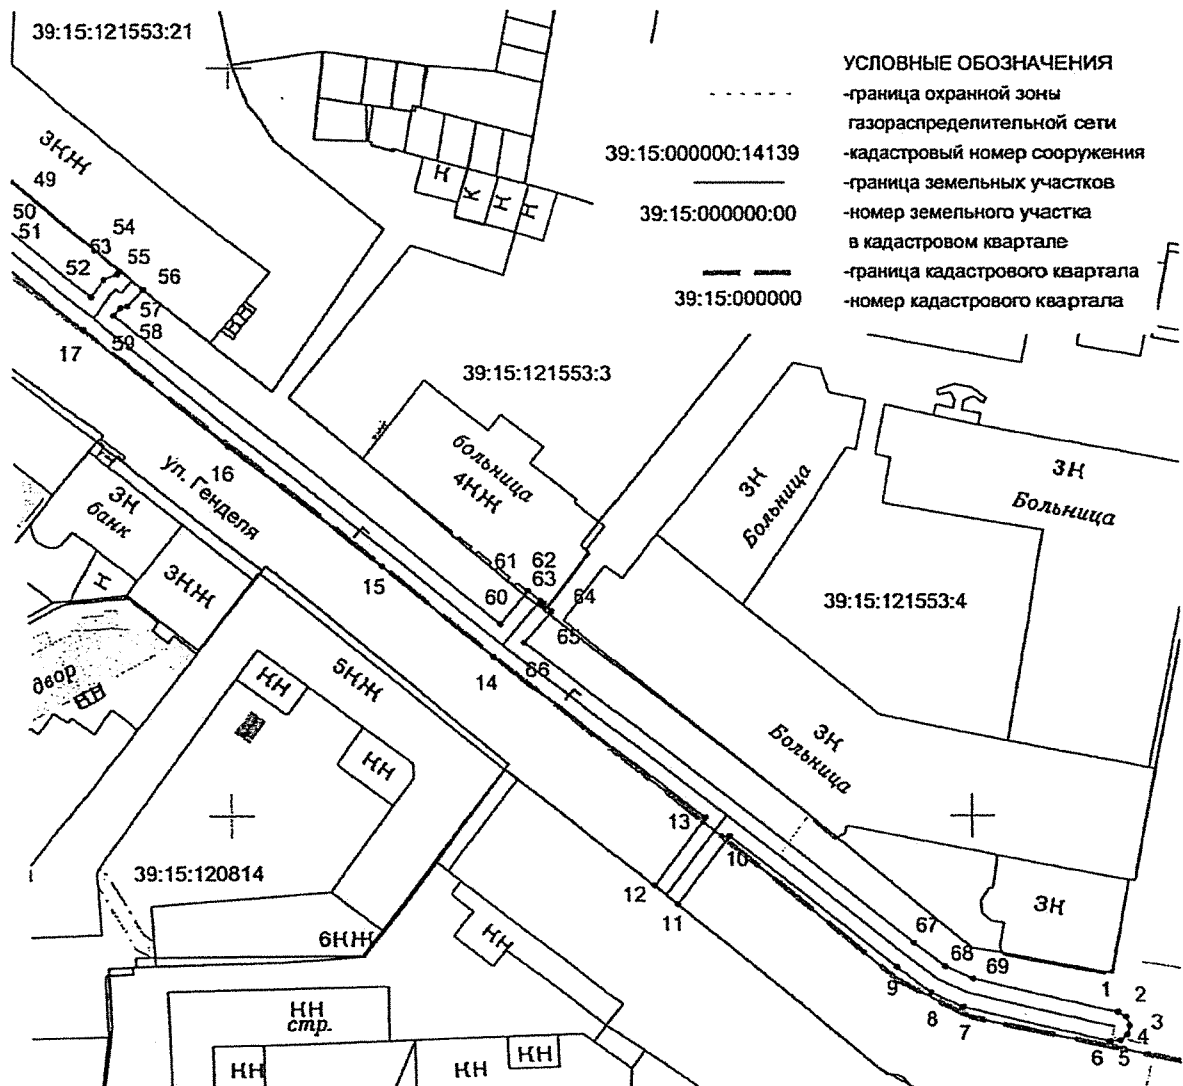 39:15:121553:21
УСЛОВНЫЕ ОБОЗНАЧЕНИЯ
-граница охранной зоны
газораспределительной сети
39:15:000000:14139 -кадастровый номер сооружения
-граница земельных участков
39:15:000000:00 -номер земельного участка
в кадастровом квартале
-граница кадастрового квартала
39:15:000000 -номер кадастрового квартала
3КЖ
Н
К
Н
Н
49
50
51
52
53
54
55
56
57
58
59
17
39:15:121553:3
больница
4КЖ
3Н
Больница
3Н
Больница
16
ул. Генделя
3Н
банк
Н
3КЖ
Г
15
61
62
63
60
64
65
39:15:121553:4
двор
КН
5КЖ
14
66
Г
КН
3Н
Больница
13
10
39:15:120814
12
11
3Н
6КЖ
КН
67
68
69
9
8
7
1
2
3
4
5
6
КН
стр.
КН
КН
КН